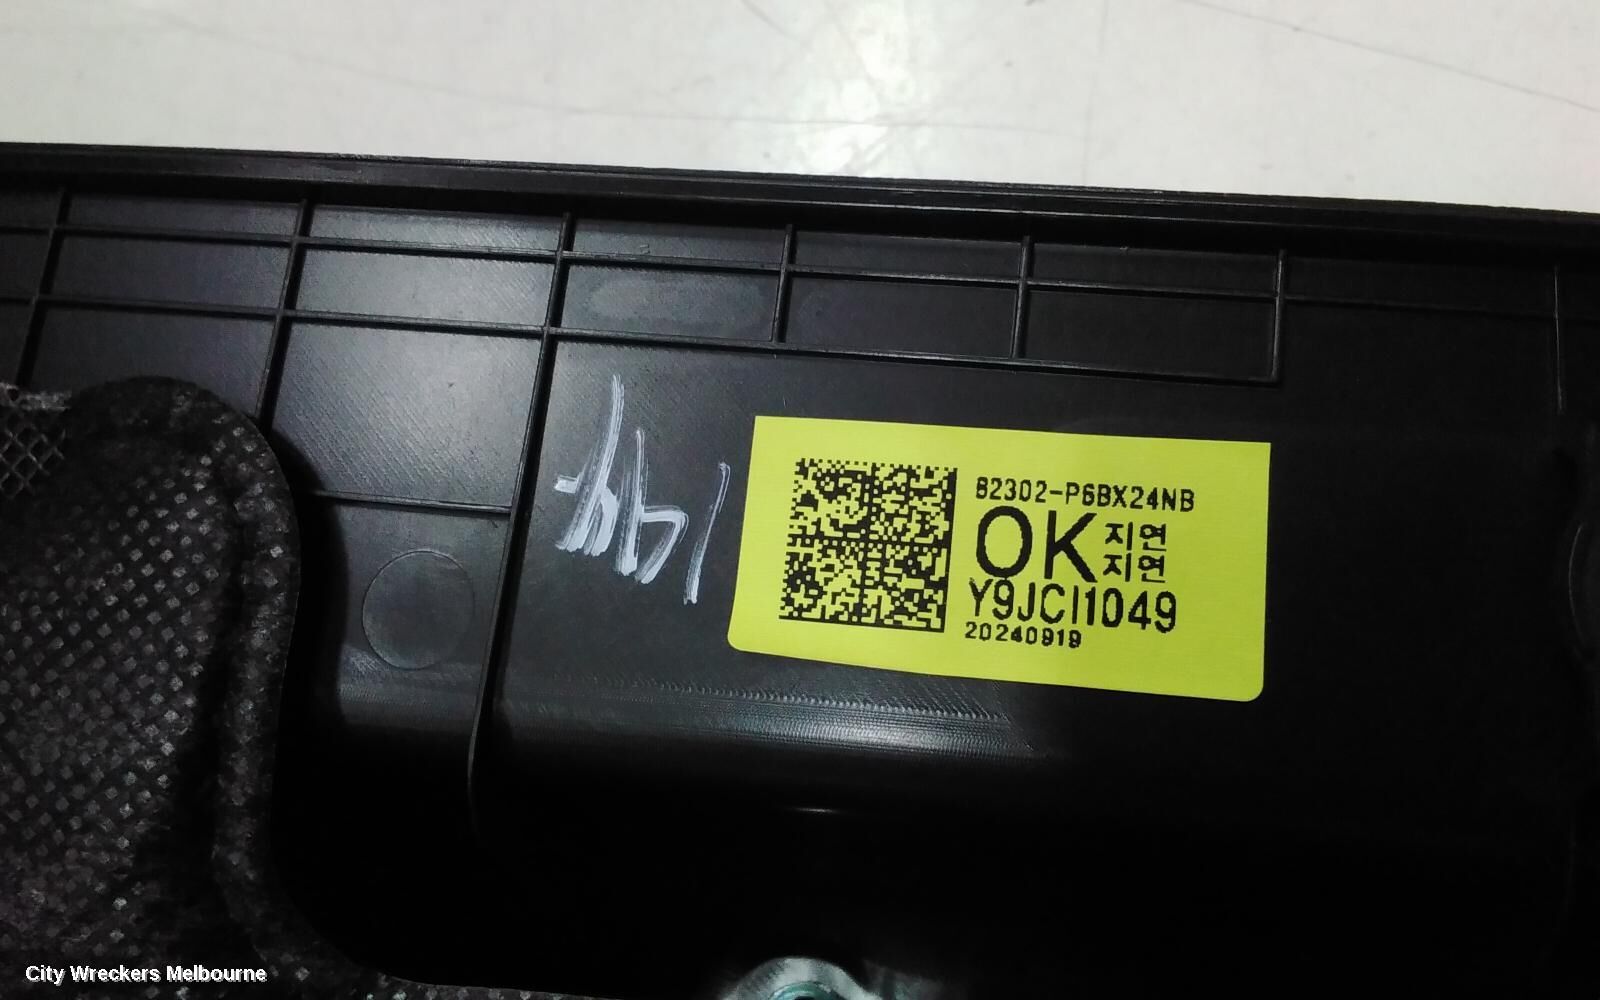 82302-P6BX24NB
OK 지연
지연
Y9JCI1049
20240919
City Wreckers Melbourne